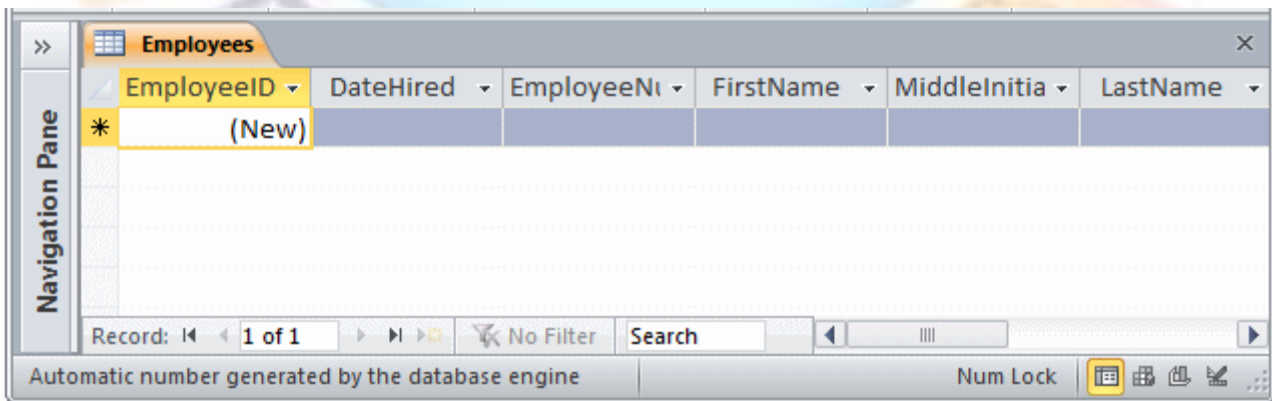 Employees
EmployeeID DateHired EmployeeNu FirstName MiddleInitia LastName
(New)
Navigation Pane
Record: 1 of 1 No Filter Search
Automatic number generated by the database engine Num Lock